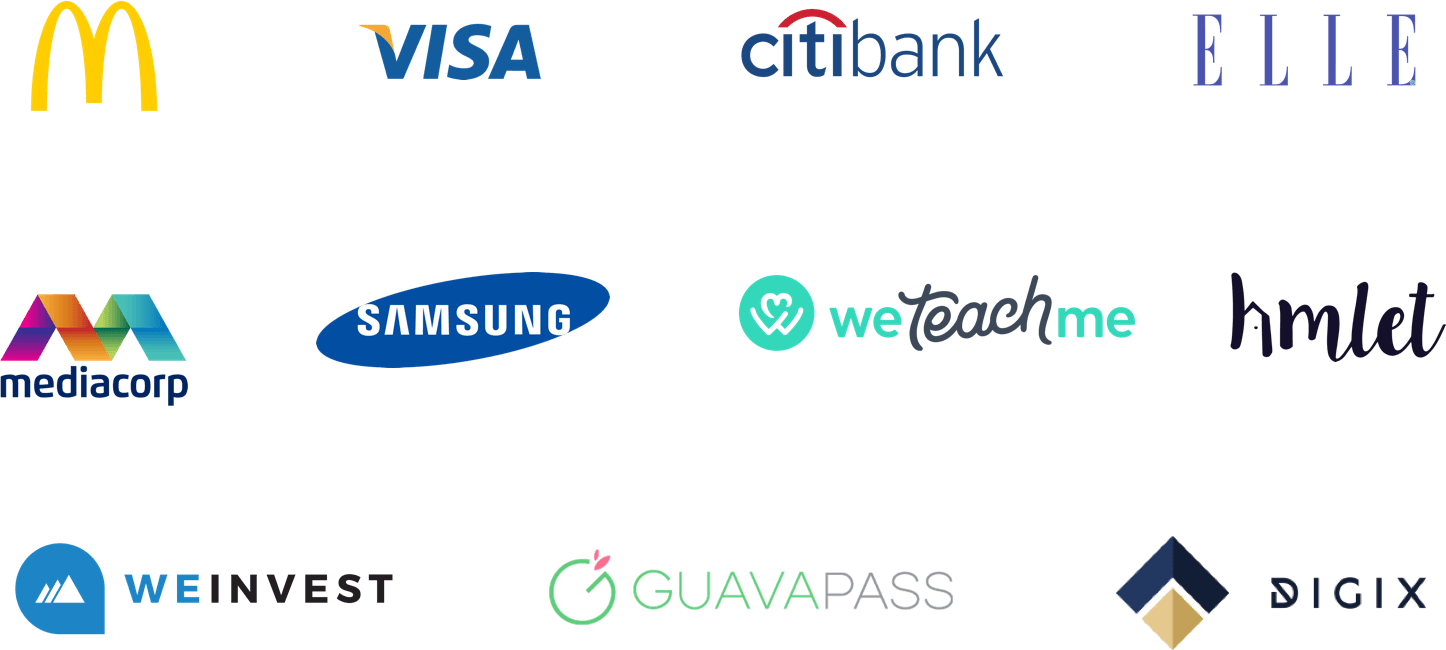 VISA
citibank
ELLE
mediacorp
SAMSUNG
weteachme
hmlet
WEINVEST
GUAVAPASS
DIGIX